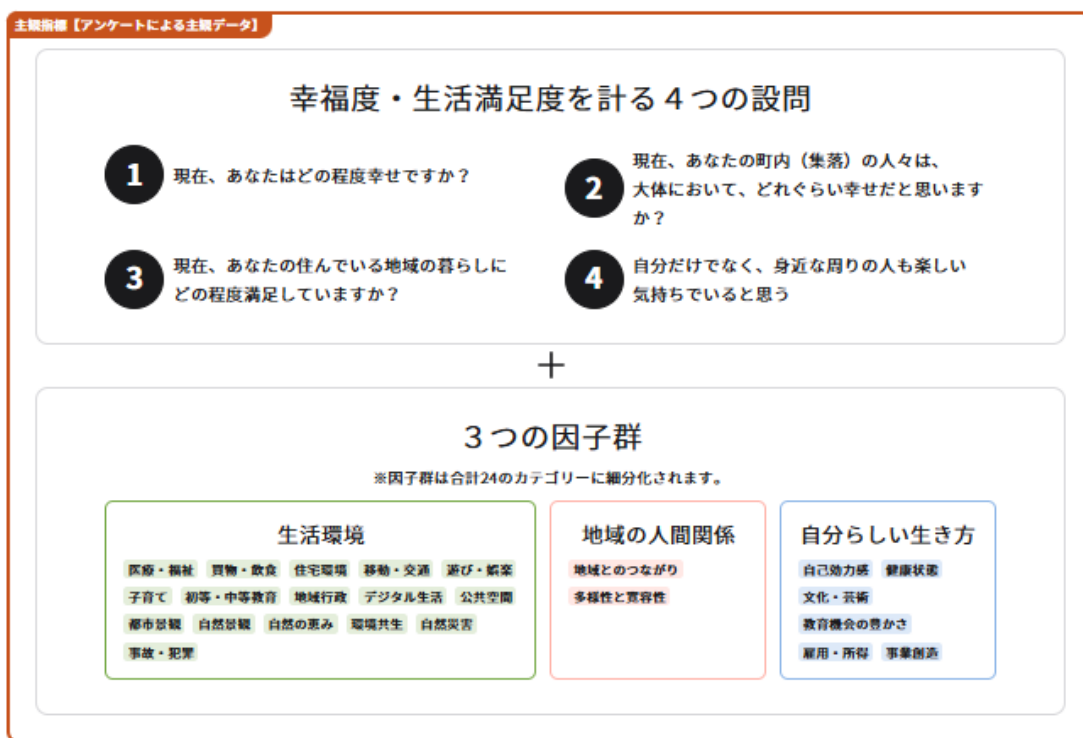 主観指標【アンケートによる主観データ】
幸福度・生活満足度を計る４つの設問
1
現在、あなたはどの程度幸せですか？
2
現在、あなたの町内（集落）の人々は、
大体において、どれぐらい幸せだと思います
か？
3
現在、あなたの住んでいる地域の暮らしに
どの程度満足していますか？
4
自分だけでなく、身近な周りの人も楽しい
気持ちでいると思う
＋
３つの因子群
※因子群は合計24のカテゴリーに細分化されます。
生活環境
医療・福祉 買物・飲食 住宅環境 移動・交通 遊び・娯楽
子育て 初等・中等教育 地域行政 デジタル生活 公共空間
都市景観 自然景観 自然の恵み 環境共生 自然災害
事故・犯罪
地域の人間関係
地域とのつながり
多様性と寛容性
自分らしい生き方
自己効力感 健康状態
文化・芸術
教育機会の豊かさ
雇用・所得 事業創造